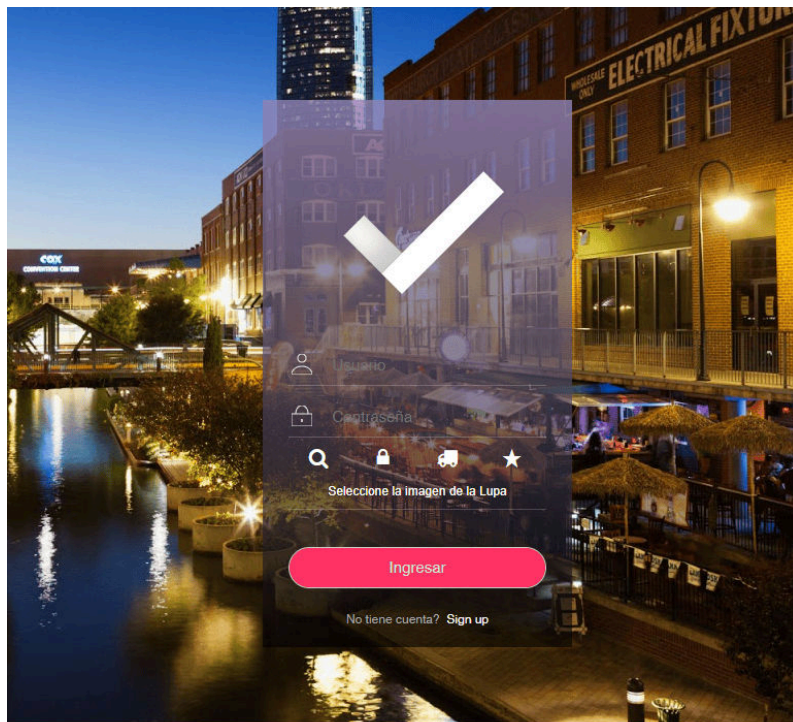 WHOLESALE ONLY ELECTRICAL FIXTUR
COX
CONVENTION CENTER
Usuario
Contraseña
Seleccione la imagen de la Lupa
Ingresar
No tiene cuenta? Sign up